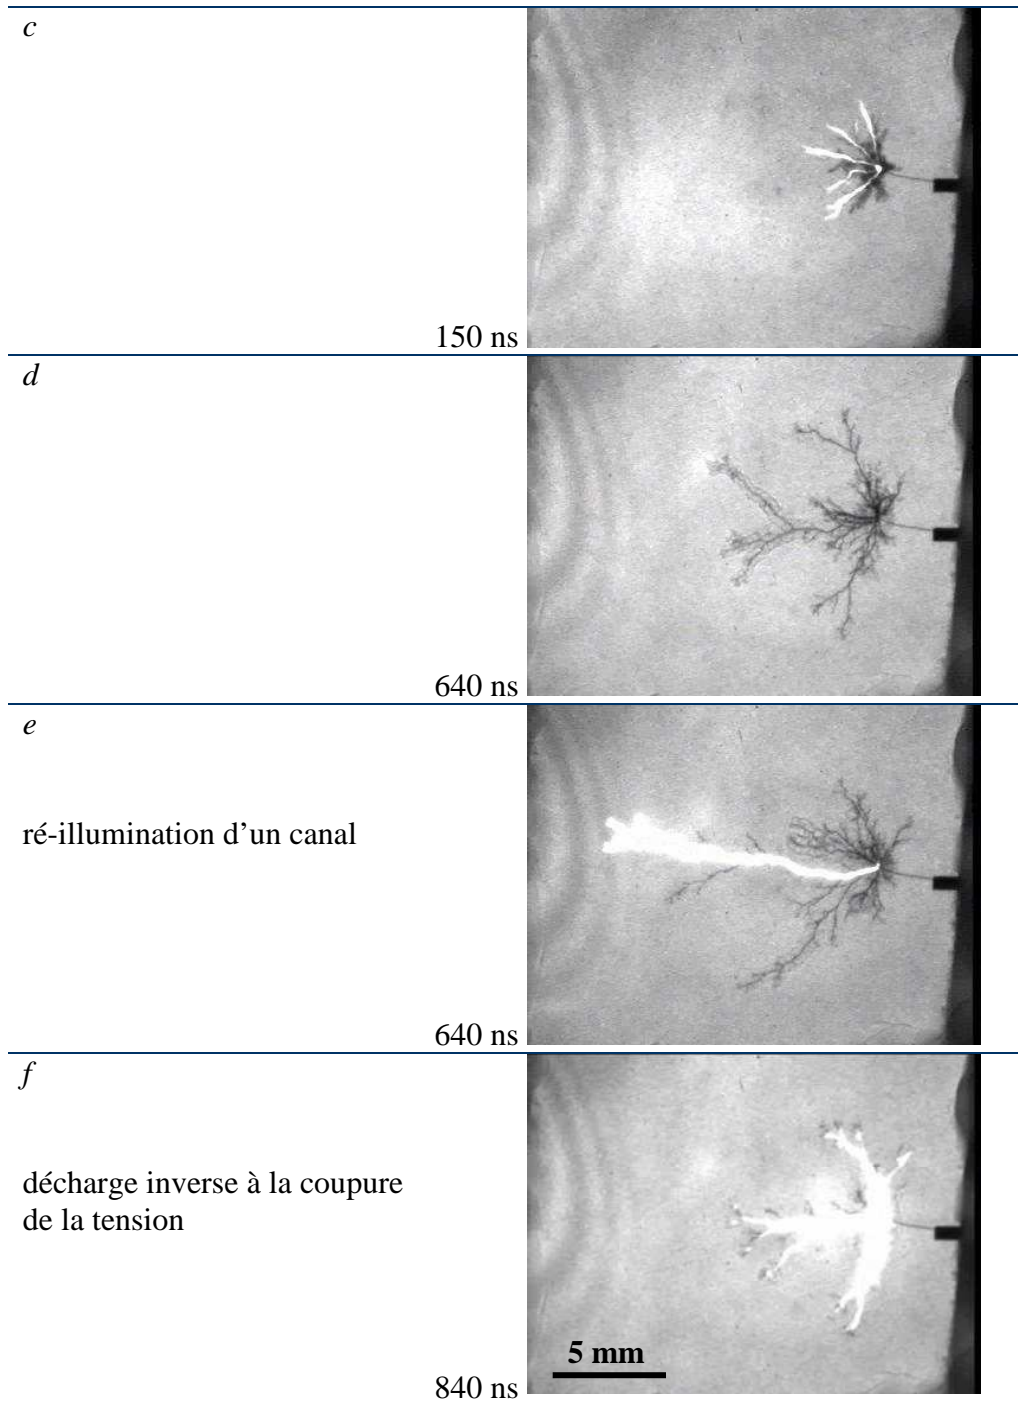 c
150 ns
d
640 ns
e
ré-illumination d’un canal
640 ns
f
décharge inverse à la coupure
de la tension
5 mm
840 ns